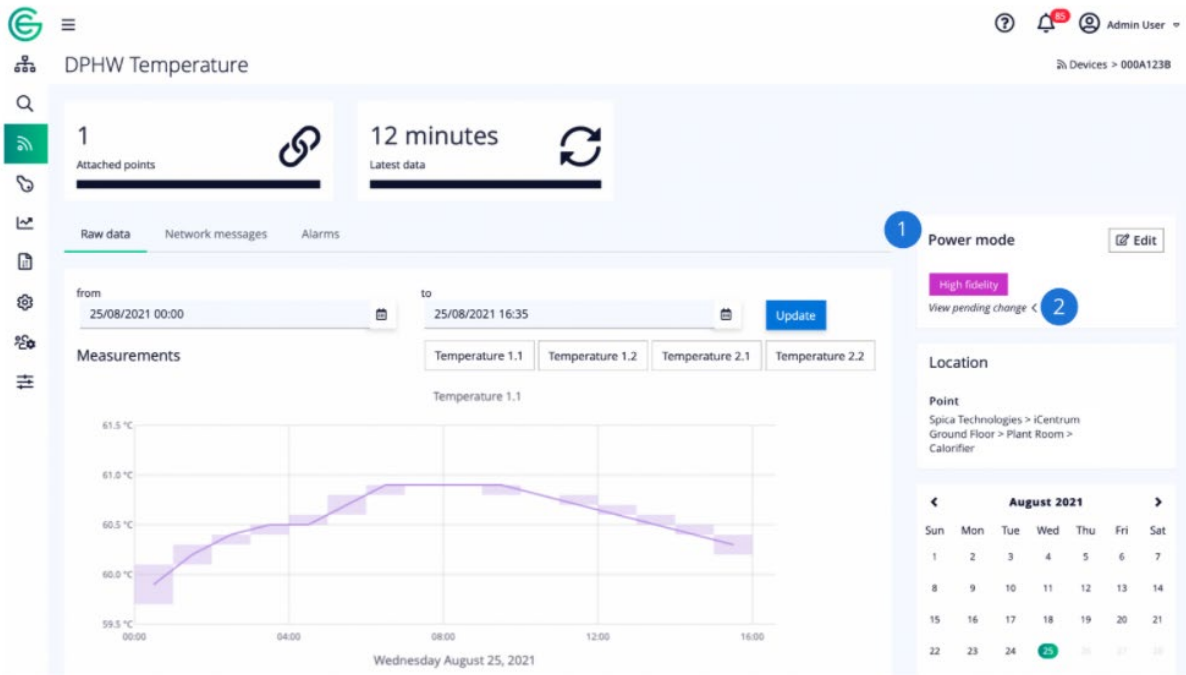 85
Admin User
DPHW Temperature
Devices > 000A123B
1
Attached points
12 minutes
Latest data
Raw data
Network messages
Alarms
from
25/08/2021 00:00
to
25/08/2021 16:35
Update
Measurements
Temperature 1.1
Temperature 1.2
Temperature 2.1
Temperature 2.2
Temperature 1.1
61.5 °C
61.0 °C
60.5 °C
60.0 °C
59.5 °C
00:00
04:00
08:00
12:00
16:00
Wednesday August 25, 2021
1
Power mode
Edit
High fidelity
View pending change <
2
Location
Point
Spica Technologies > iCentrum
Ground Floor > Plant Room >
Calorifier
August 2021
Sun Mon Tue Wed Thu Fri Sat
1 2 3 4 5 6 7
8 9 10 11 12 13 14
15 16 17 18 19 20 21
22 23 24 25 26 27 28